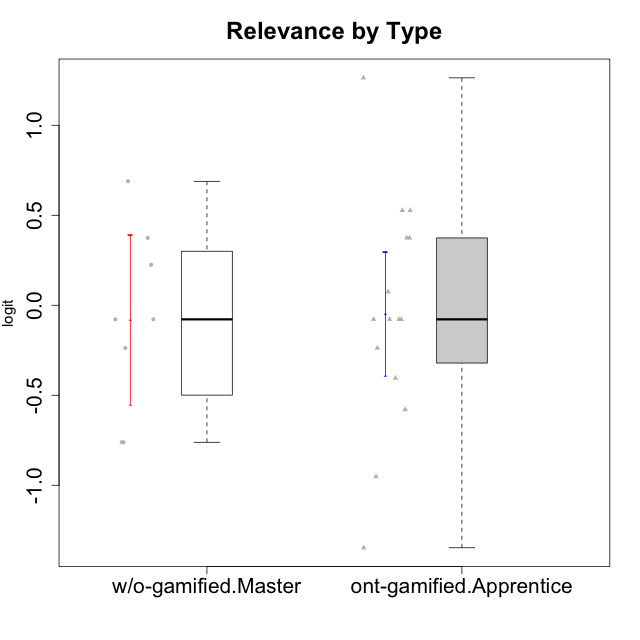 Relevance by Type
1.0
0.5
0.0
-0.5
-1.0
logit
w/o-gamified.Master
ont-gamified.Apprentice